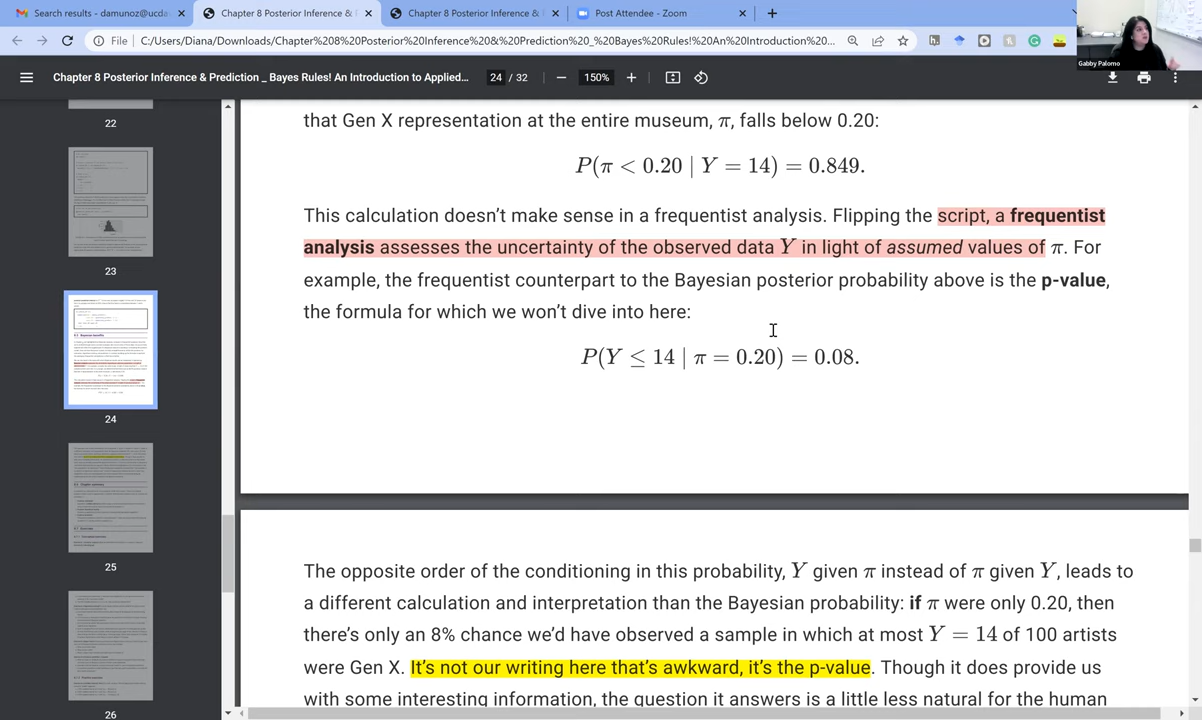 Search results - damunoz@ucda
Chapter 8 Posterior Inference &
Chapter 8 Posterior Inference &
Post Attendee - Zoom
File
C:/Users/Diana/Downloads/Chapter%208%20Posterior%20Inference%20&%20Prediction%20_%20Bayes%20Rules!%20An%20Introduction%20...
Gabby Palomo
Chapter 8 Posterior Inference & Prediction _ Bayes Rules! An Introduction to Applied...
24 / 32
150%
22
23
24
25
26
that Gen X representation at the entire museum, π, falls below 0.20:
P(π < 0.20 | Y = 14) = 0.849.
This calculation doesn't make sense in a frequentist analysis. Flipping the script, a frequentist
analysis assesses the uncertainty of the observed data Y in light of assumed values of π. For
example, the frequentist counterpart to the Bayesian posterior probability above is the p-value,
the formula for which we won't dive into here:
P(Y ≤ 14 | π = 0.20) = 0.08.
The opposite order of the conditioning in this probability, Y given π instead of π given Y, leads to
a different calculation and interpretation than the Bayesian probability: if π were only 0.20, then
there's only an 8% chance we'd have observed a sample in which at most Y = 14 of 100 artists
were Gen X. It's not our writing here that's awkward, it's the p-value. Though it does provide us
with some interesting information, the question it answers is a little less natural for the human